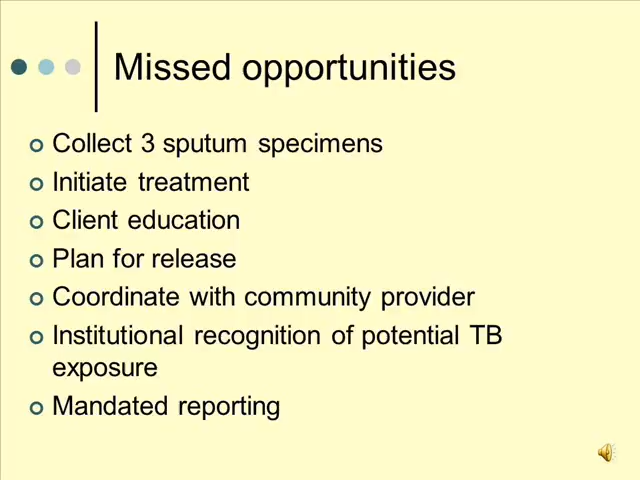 Missed opportunities
Collect 3 sputum specimens
Initiate treatment
Client education
Plan for release
Coordinate with community provider
Institutional recognition of potential TB
exposure
Mandated reporting